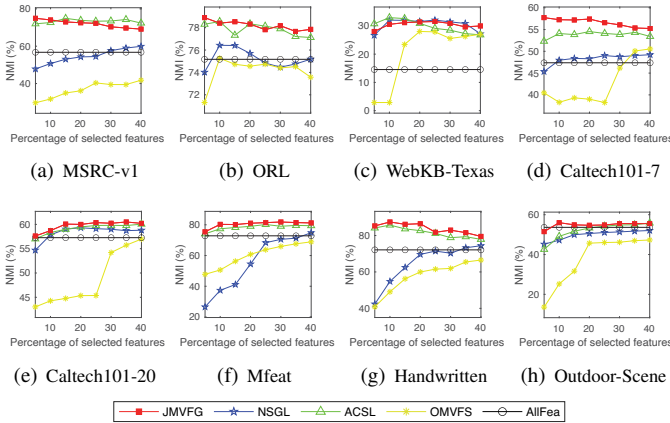 NMI (%)
80
60
40
10 20 30 40
Percentage of selected features
(a) MSRC-v1
NMI (%)
78
76
74
72
10 20 30 40
Percentage of selected features
(b) ORL
NMI (%)
30
20
10
0
10 20 30 40
Percentage of selected features
(c) WebKB-Texas
NMI (%)
55
50
45
40
10 20 30 40
Percentage of selected features
(d) Caltech101-7
NMI (%)
60
55
50
45
10 20 30 40
Percentage of selected features
(e) Caltech101-20
NMI (%)
80
60
40
20
10 20 30 40
Percentage of selected features
(f) Mfeat
NMI (%)
80
60
40
10 20 30 40
Percentage of selected features
(g) Handwritten
NMI (%)
60
40
20
10 20 30 40
Percentage of selected features
(h) Outdoor-Scene
JMVFG NSGL ACSL OMVFS AllFea